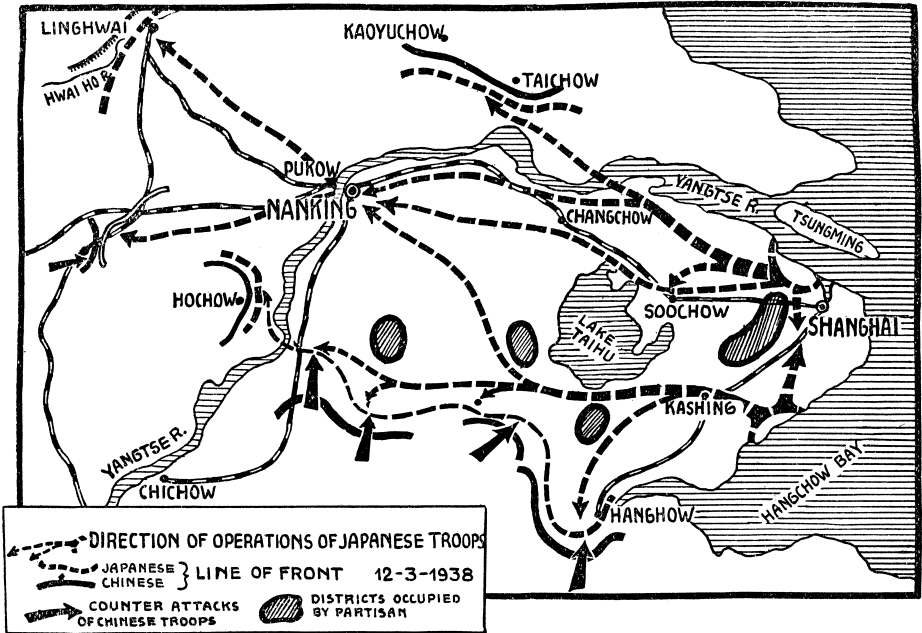 LINGHWAI
HWAI HO R.
KAOYUCHOW
TAICHOW
PUKOW
NANKING
YANGTSE R.
TSUNGMING
CHANGCHOW
HOCHOW
SOOCHOW
SHANGHAI
LAKE
TAIHU
KASHING
YANGTSE R.
CHICHOW
HANGHOW
HANGCHOW BAY
DIRECTION OF OPERATIONS OF JAPANESE TROOPS
JAPANESE
CHINESE } LINE OF FRONT 12-3-1938
COUNTER ATTACKS
OF CHINESE TROOPS
DISTRICTS OCCUPIED
BY PARTISAN